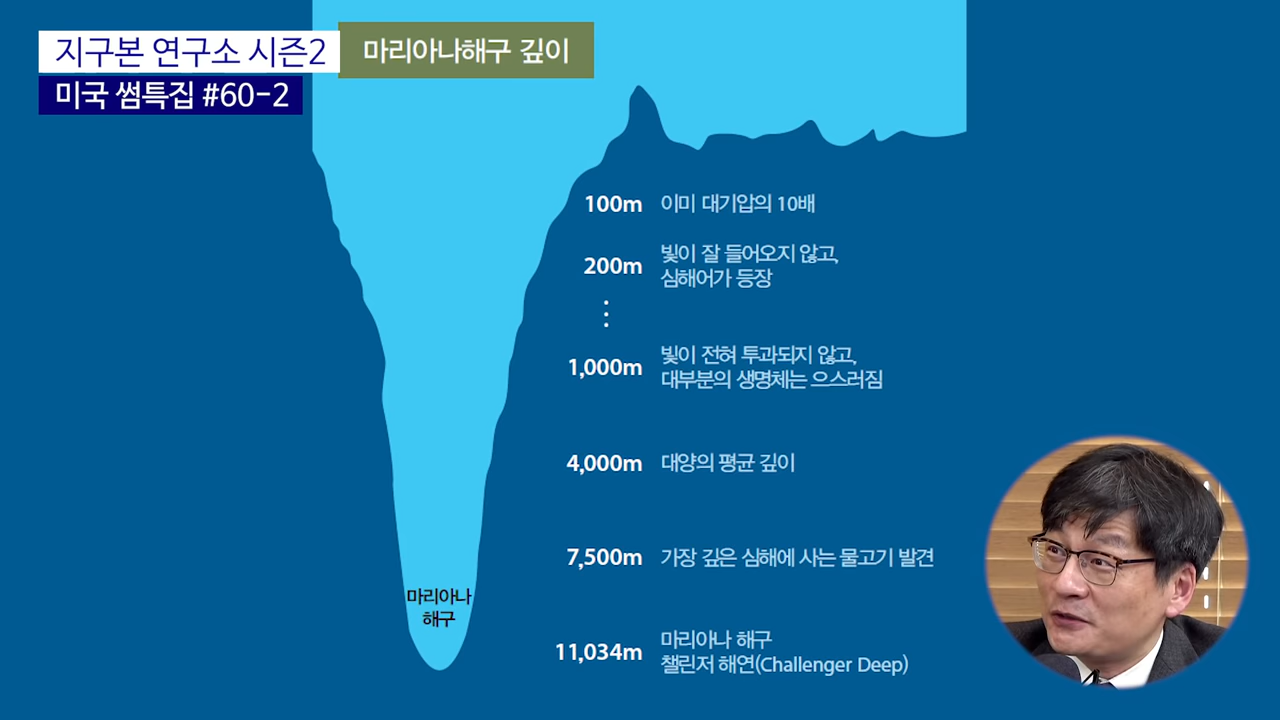 지구본 연구소 시즌2
마리아나해구 깊이
미국 썸특집 #60-2
100m 이미 대기압의 10배
200m 빛이 잘 들어오지 않고,
심해어가 등장
⋮
1,000m 빛이 전혀 투과되지 않고,
대부분의 생명체는 으스러짐
4,000m 대양의 평균 깊이
7,500m 가장 깊은 심해에 사는 물고기 발견
마리아나
해구
11,034m 마리아나 해구
챌린저 해연(Challenger Deep)